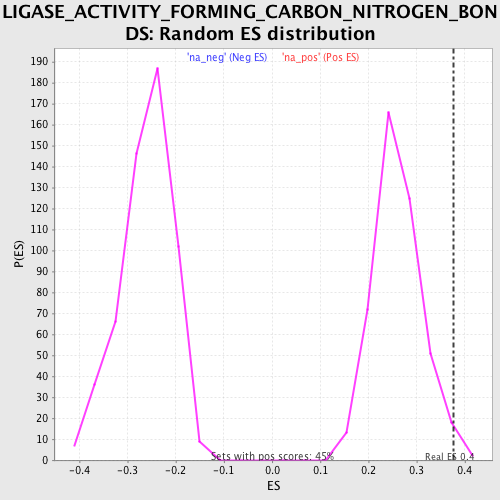 LIGASE_ACTIVITY_FORMING_CARBON_NITROGEN_BON
DS: Random ES distribution
'na_neg' (Neg ES) 'na_pos' (Pos ES)
190
180
170
160
150
140
130
120
110
100
90
80
70
60
50
40
30
20
10
0
P(ES)
Sets with pos scores: 45%
Real ES 0.4
-0.4 -0.3 -0.2 -0.1 0.0 0.1 0.2 0.3 0.4
ES